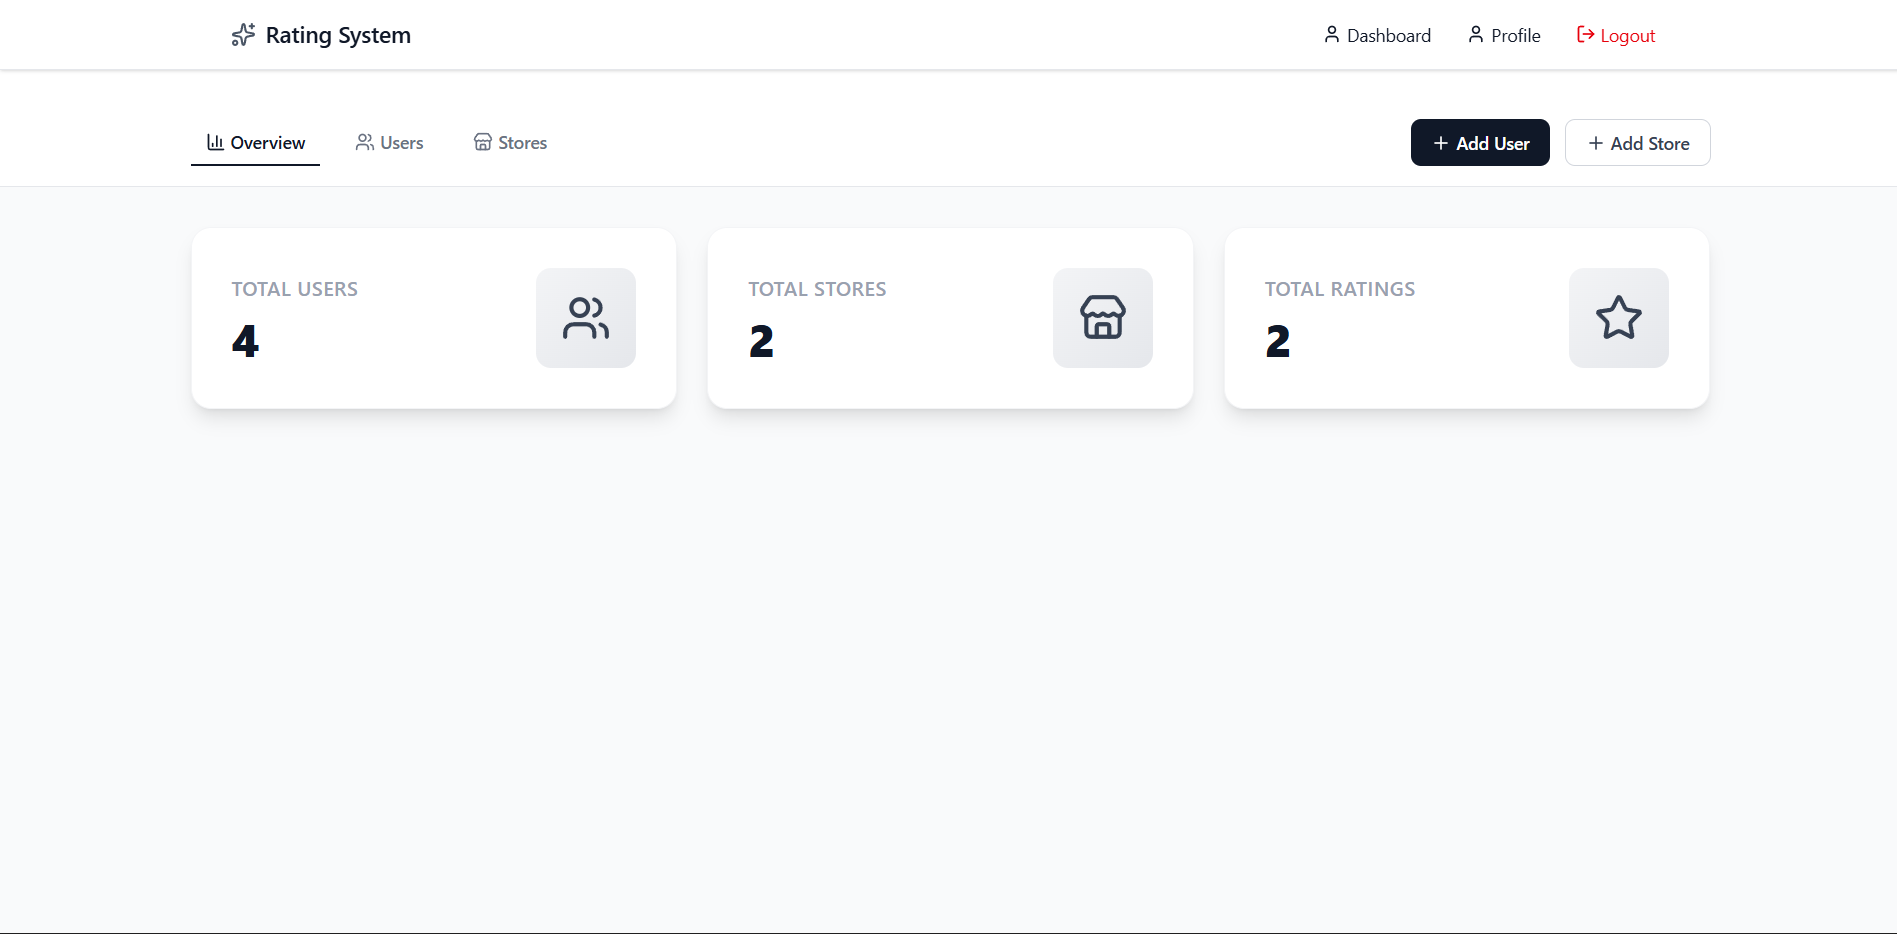 Rating System
Dashboard
Profile
Logout
Overview
Users
Stores
Add User
Add Store
TOTAL USERS
4
TOTAL STORES
2
TOTAL RATINGS
2